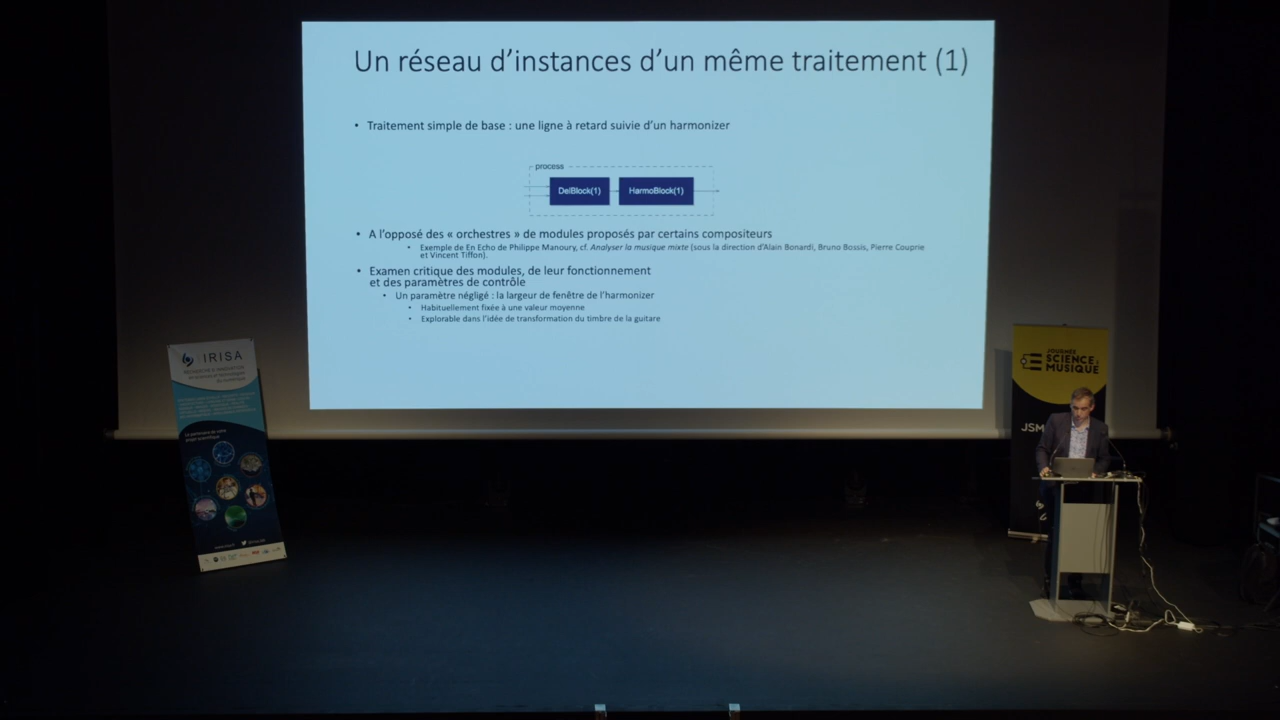 Un réseau d'instances d'un même traitement (1)
• Traitement simple de base : une ligne à retard suivie d'un harmonizer
process
DelBlock(1)
HarmoBlock(1)
• A l'opposé des « orchestres » de modules proposés par certains compositeurs
• Exemple de En Echo de Philippe Manoury, cf. Analyser la musique mixte (sous la direction d'Alain Bonardi, Bruno Bossis, Pierre Couprie
et Vincent Tiffon).
• Examen critique des modules, de leur fonctionnement
et des paramètres de contrôle
• Un paramètre négligé : la largeur de fenêtre de l'harmonizer
• Habituellement fixée à une valeur moyenne
• Explorable dans l'idée de transformation du timbre de la guitare
IRISA
JOURNÉE
SCIENCE
MUSIQUE
JSM